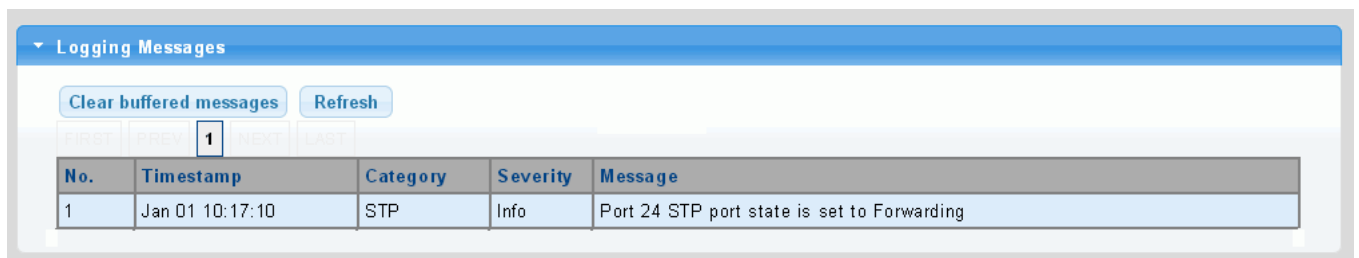 Logging Messages
Clear buffered messages Refresh
FIRST PREV 1 NEXT LAST
No. Timestamp Category Severity Message
1 Jan 01 10:17:10 STP Info Port 24 STP port state is set to Forwarding